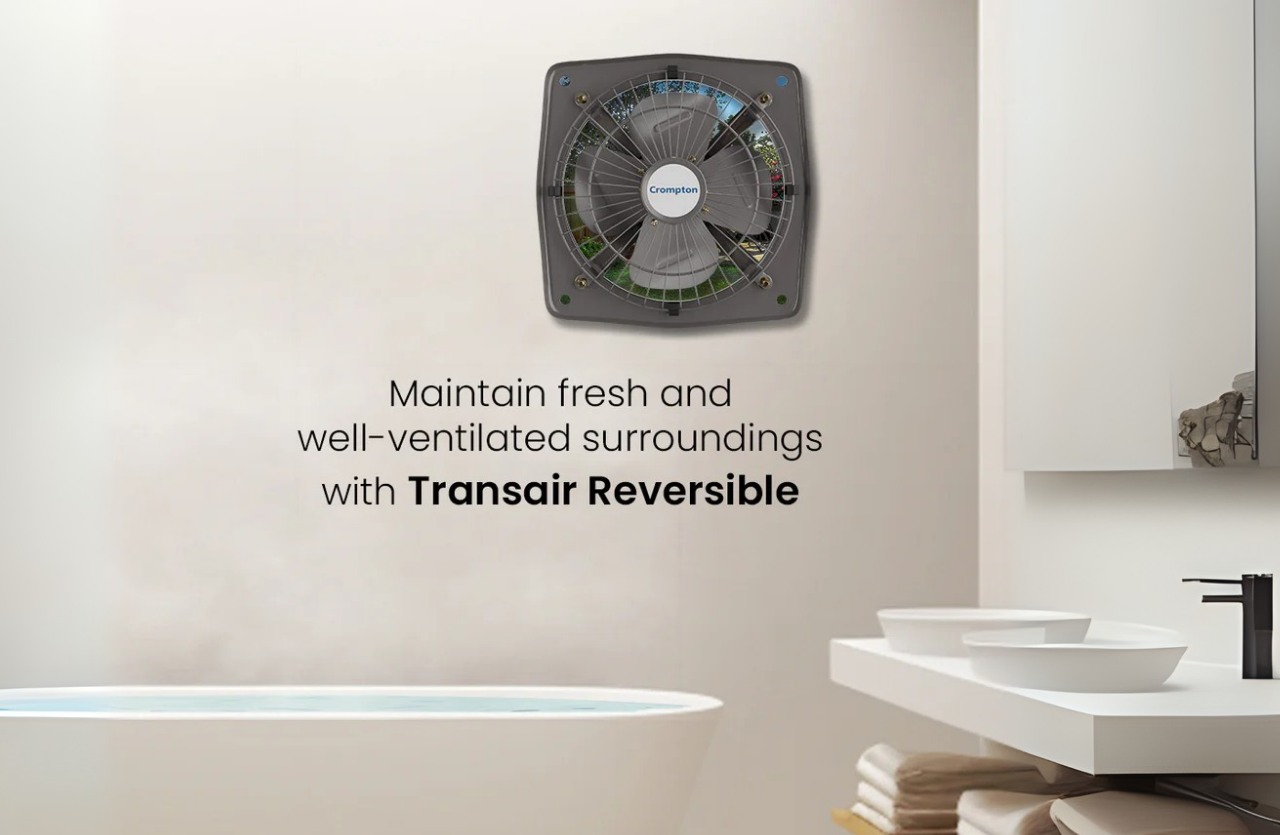 Crompton
Maintain fresh and
well-ventilated surroundings
with Transair Reversible